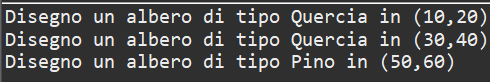 Disegno un albero di tipo Quercia in (10,20)
Disegno un albero di tipo Quercia in (30,40)
Disegno un albero di tipo Pino in (50,60)